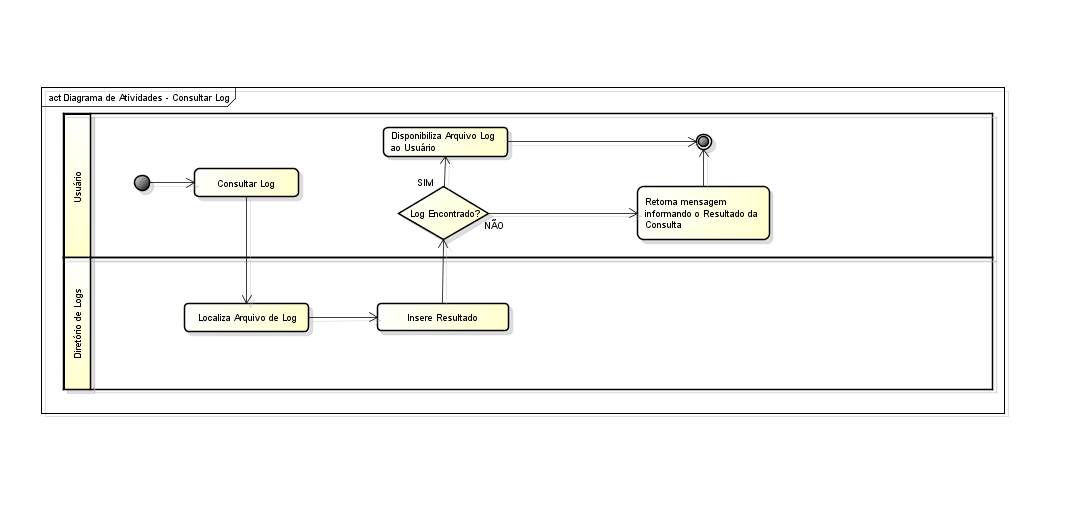 act Diagrama de Atividades - Consultar Log
Usuário
Disponibiliza Arquivo Log
ao Usuário
Consultar Log
SIM
Log Encontrado?
NÃO
Retorna mensagem
informando o Resultado da
Consulta
Diretório de Logs
Localiza Arquivo de Log
Insere Resultado